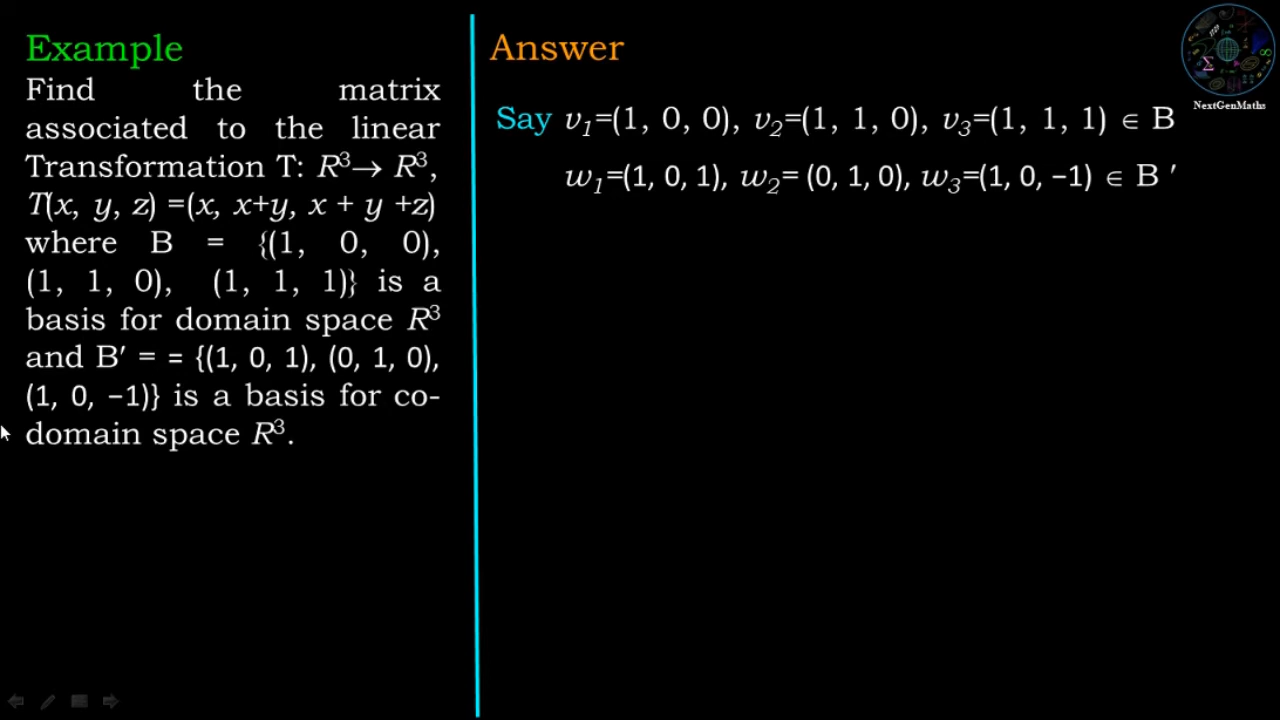 Example
Find the matrix
associated to the linear
Transformation T: R³→ R³,
T(x, y, z) =(x, x+y, x + y +z)
where B = {(1, 0, 0),
(1, 1, 0), (1, 1, 1)} is a
basis for domain space R³
and B′ = = {(1, 0, 1), (0, 1, 0),
(1, 0, −1)} is a basis for co-
domain space R³.
Answer
Say v₁=(1, 0, 0), v₂=(1, 1, 0), v₃=(1, 1, 1) ∈ B
w₁=(1, 0, 1), w₂= (0, 1, 0), w₃=(1, 0, −1) ∈ B ′
NextGenMaths